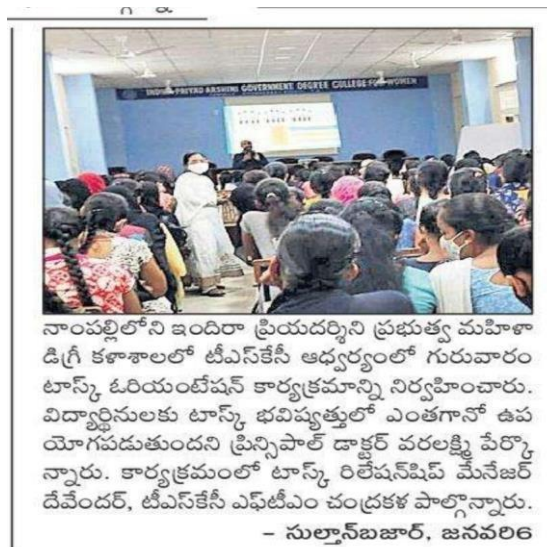 INDIRA PRIYADARSHINI GOVERNMENT DEGREE COLLEGE FOR WOMEN
నాంపల్లిలోని ఇందిరా ప్రియదర్శిని ప్రభుత్వ మహిళా
డిగ్రీ కళాశాలలో టీఎస్‌కేసీ ఆధ్వర్యంలో గురువారం
టాస్క్ ఓరియంటేషన్ కార్యక్రమాన్ని నిర్వహించారు.
విద్యార్థినులకు టాస్క్ భవిష్యత్తులో ఎంతగానో ఉప
యోగపడుతుందని ప్రిన్సిపాల్ డాక్టర్ వరలక్ష్మి పేర్కొ
న్నారు. కార్యక్రమంలో టాస్క్ రిలేషన్‌షిప్ మేనేజర్
దేవేందర్, టీఎస్‌కేసీ ఎఫ్‌టీఎం చంద్రకళ పాల్గొన్నారు.
– సుల్తాన్‌బజార్, జనవరి6